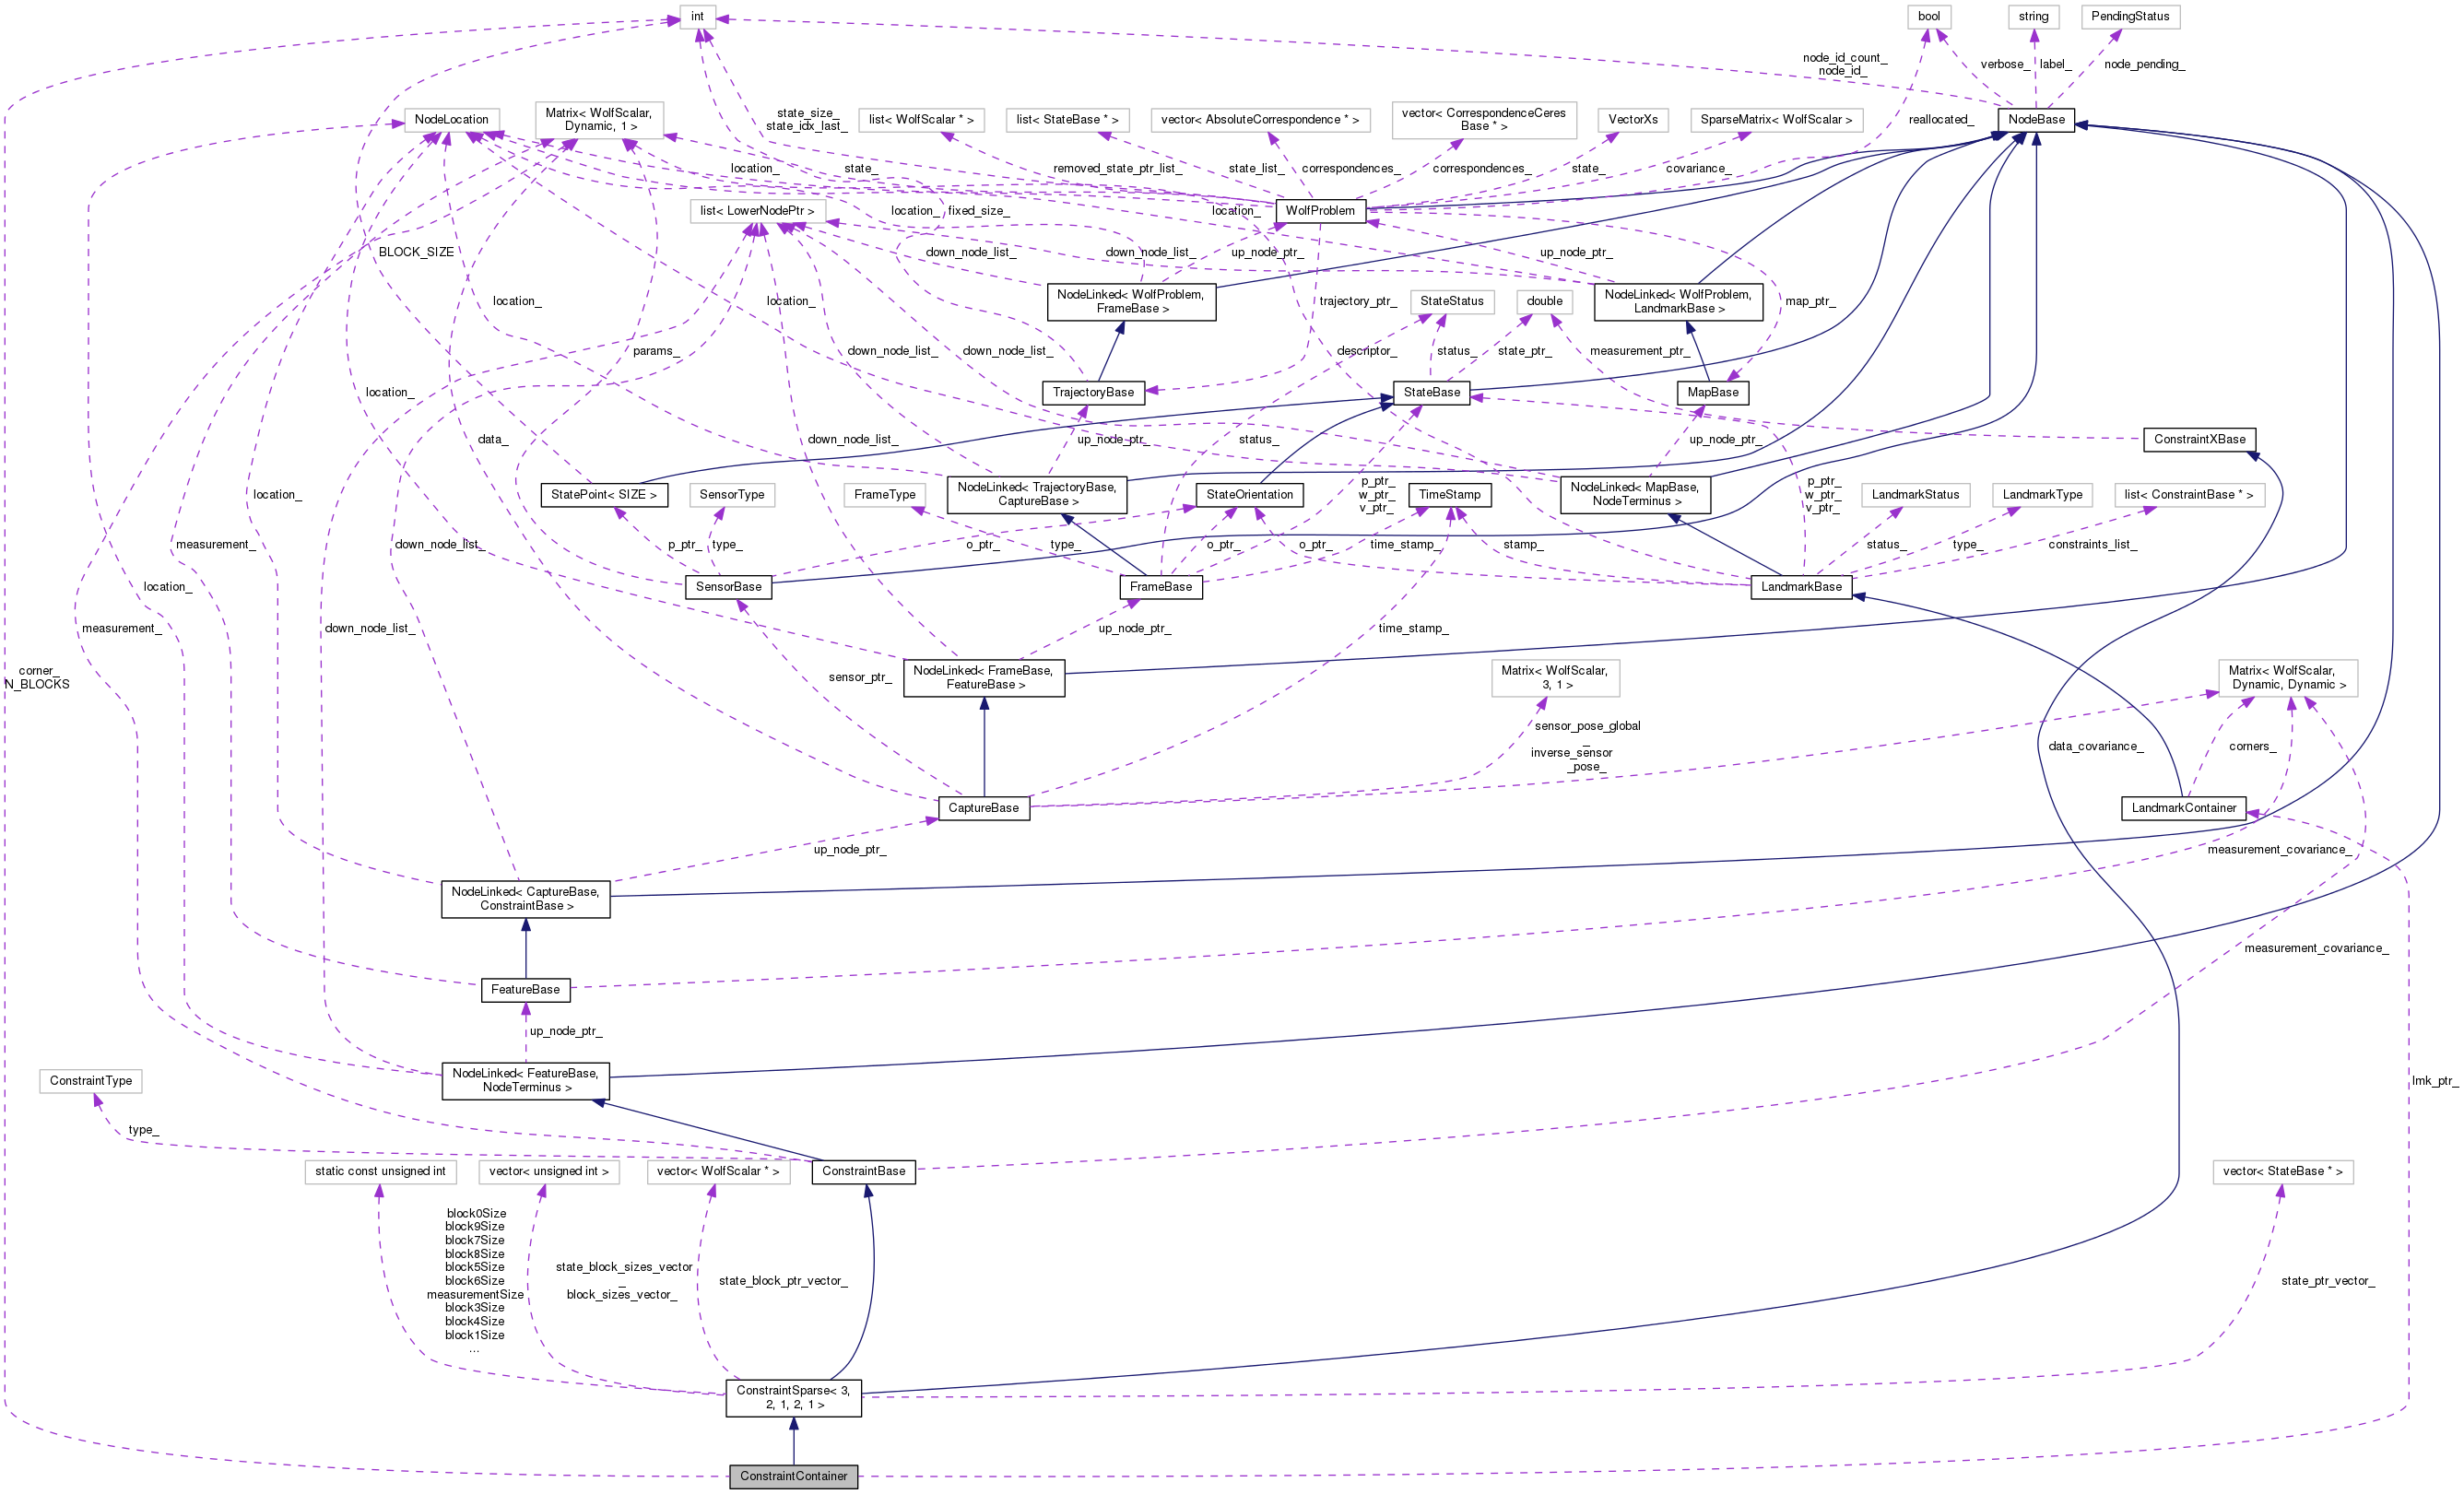 int
bool
string
PendingStatus
node_id_count_
node_id_
verbose_
label_
node_pending_
NodeLocation
Matrix< WolfScalar,
Dynamic, 1 >
state_size_
state_idx_last_
list< WolfScalar * >
list< StateBase * >
vector< AbsoluteCorrespondence * >
vector< CorrespondenceCeres
Base * >
VectorXs
SparseMatrix< WolfScalar >
reallocated_
NodeBase
location_
state_
removed_state_ptr_list_
state_list_
correspondences_
correspondences_
state_
covariance_
list< LowerNodePtr >
location_
fixed_size_
location_
WolfProblem
BLOCK_SIZE
down_node_list_
down_node_list_
up_node_ptr_
up_node_ptr_
location_
location_
NodeLinked< WolfProblem,
FrameBase >
trajectory_ptr_
StateStatus
double
NodeLinked< WolfProblem,
LandmarkBase >
map_ptr_
params_
down_node_list_
down_node_list_
descriptor_
status_
state_ptr_
measurement_ptr_
location_
TrajectoryBase
StateBase
MapBase
data_
down_node_list_
up_node_ptr_
status_
up_node_ptr_
ConstraintXBase
StatePoint< SIZE >
SensorType
FrameType
NodeLinked< TrajectoryBase,
CaptureBase >
StateOrientation
p_ptr_
w_ptr_
v_ptr_
TimeStamp
NodeLinked< MapBase,
NodeTerminus >
p_ptr_
w_ptr_
v_ptr_
LandmarkStatus
LandmarkType
list< ConstraintBase * >
location_
measurement_
down_node_list_
p_ptr_
type_
o_ptr_
type_
o_ptr_
o_ptr_
time_stamp_
stamp_
status_
type_
constraints_list_
location_
SensorBase
FrameBase
LandmarkBase
measurement_
down_node_list_
up_node_ptr_
time_stamp_
corner_
N_BLOCKS
sensor_ptr_
NodeLinked< FrameBase,
FeatureBase >
Matrix< WolfScalar,
3, 1 >
Matrix< WolfScalar,
Dynamic, Dynamic >
sensor_pose_global
_
inverse_sensor
_pose_
data_covariance_
corners_
CaptureBase
LandmarkContainer
up_node_ptr_
measurement_covariance_
NodeLinked< CaptureBase,
ConstraintBase >
measurement_covariance_
FeatureBase
up_node_ptr_
ConstraintType
NodeLinked< FeatureBase,
NodeTerminus >
lmk_ptr_
type_
static const unsigned int
vector< unsigned int >
vector< WolfScalar * >
ConstraintBase
vector< StateBase * >
block0Size
block9Size
block7Size
block8Size
block5Size
block6Size
measurementSize
block3Size
block4Size
block1Size
...
state_block_sizes_vector
_
block_sizes_vector_
state_block_ptr_vector_
state_ptr_vector_
ConstraintSparse< 3,
2, 1, 2, 1 >
ConstraintContainer